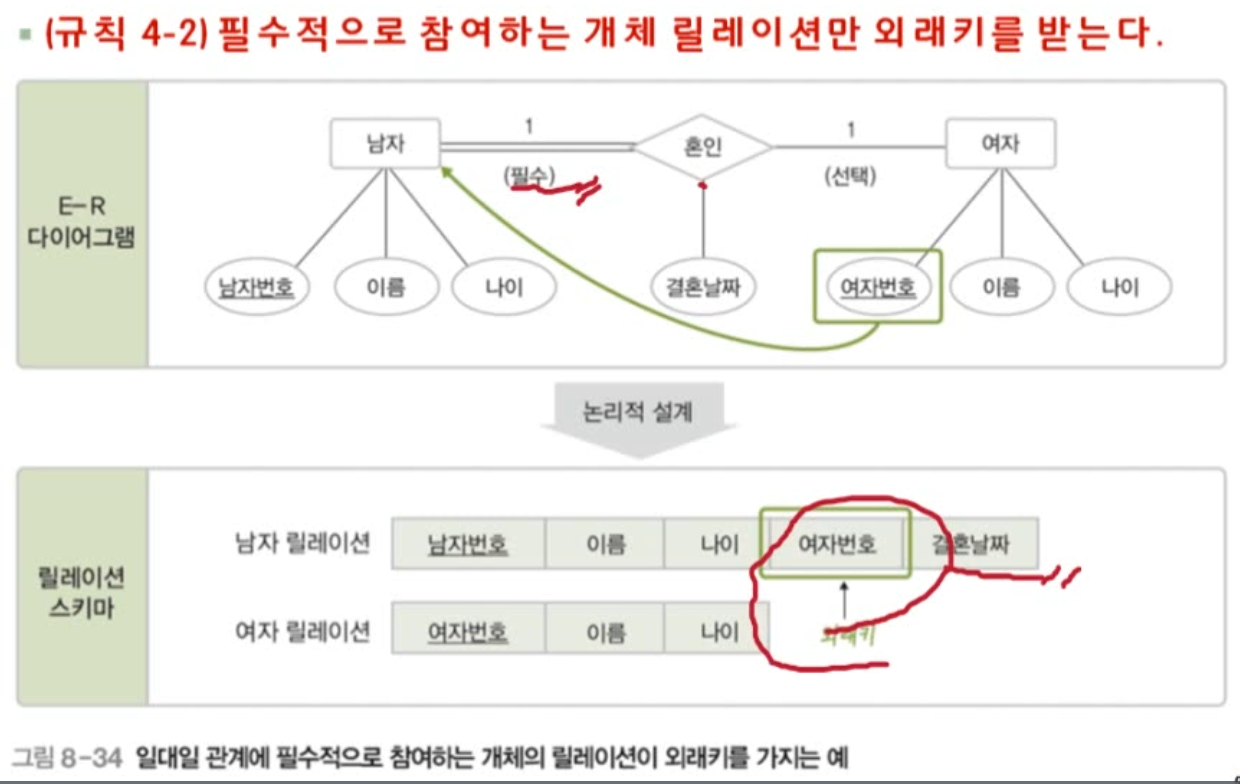 (규칙 4-2) 필수적으로 참여하는 개체 릴레이션만 외래키를 받는다.
E-R
다이어그램
남자 1 혼인 1 여자
(필수) (선택)
남자번호 이름 나이 결혼날짜 여자번호 이름 나이
논리적 설계
릴레이션
스키마
남자 릴레이션 남자번호 이름 나이 여자번호 결혼날짜
여자 릴레이션 여자번호 이름 나이 외래키
그림 8-34 일대일 관계에 필수적으로 참여하는 개체의 릴레이션이 외래키를 가지는 예